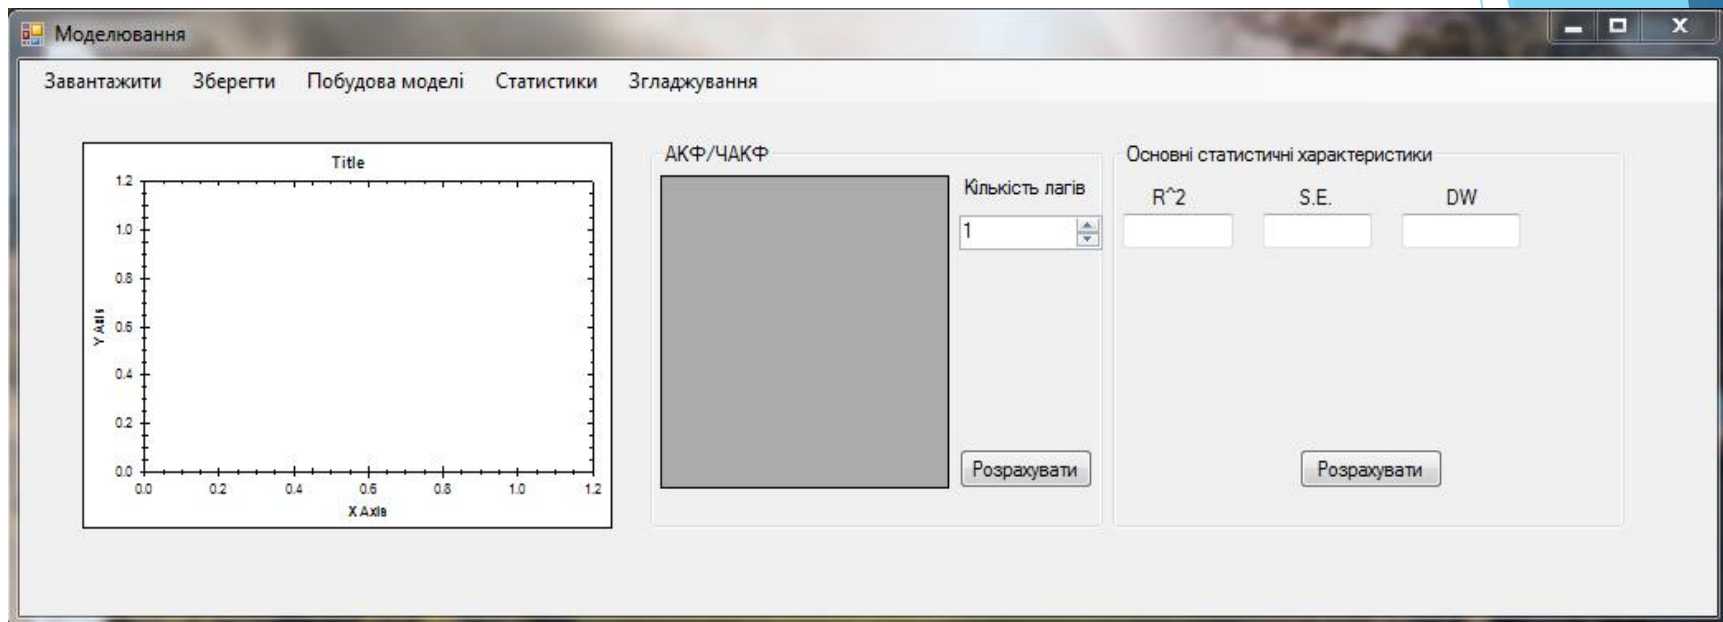 Моделювання
Завантажити Зберегти Побудова моделі Статистики Згладжування
Title
1.2
1.0
0.8
0.6
0.4
0.2
0.0
Y Axis
0.0 0.2 0.4 0.6 0.8 1.0 1.2
X Axis
АКФ/ЧАКФ
Кількість лагів
1
Розрахувати
Основні статистичні характеристики
R^2 S.E. DW
Розрахувати